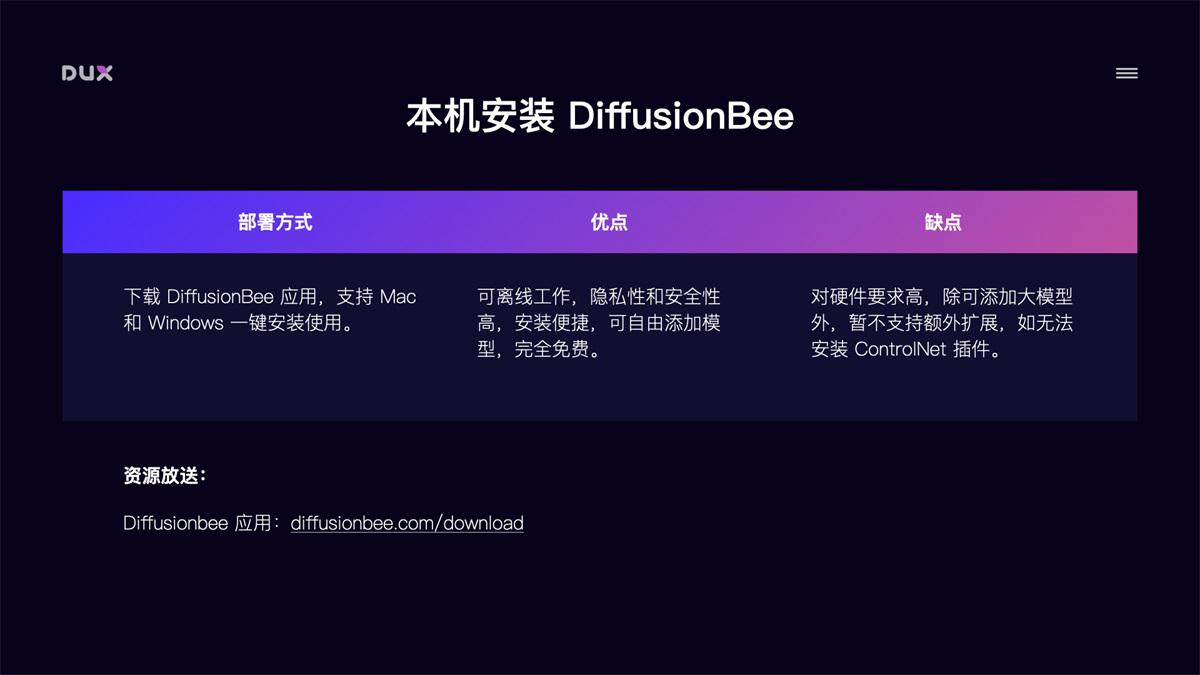 DUX
本机安装 DiffusionBee
部署方式
优点
缺点
下载 DiffusionBee 应用，支持 Mac
和 Windows 一键安装使用。
可离线工作，隐私性和安全性
高，安装便捷，可自由添加模
型，完全免费。
对硬件要求高，除可添加大模型
外，暂不支持额外扩展，如无法
安装 ControlNet 插件。
资源放送：
Diffusionbee 应用：diffusionbee.com/download